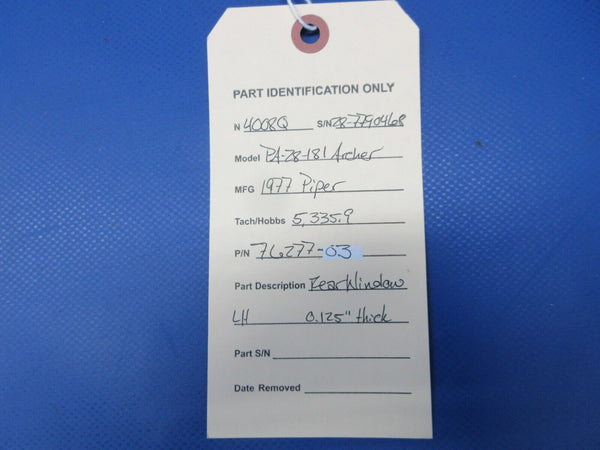 PART IDENTIFICATION ONLY
N 4008Q S/N 28-7790468
Model PA-28-181 Archer
MFG 1977 Piper
Tach/Hobbs 5,335.9
P/N 76277-03
Part Description Rear Window
LH 0.125" thick
Part S/N
Date Removed